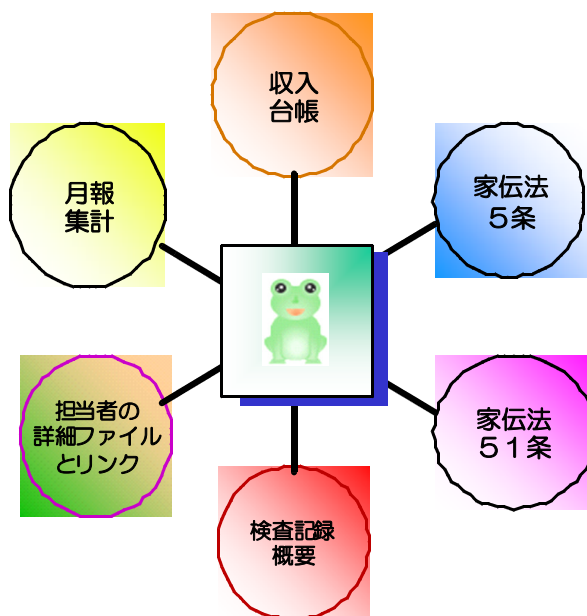 収入
台帳
月報
集計
家伝法
５条
担当者の
詳細ファイル
とリンク
家伝法
５１条
検査記録
概要